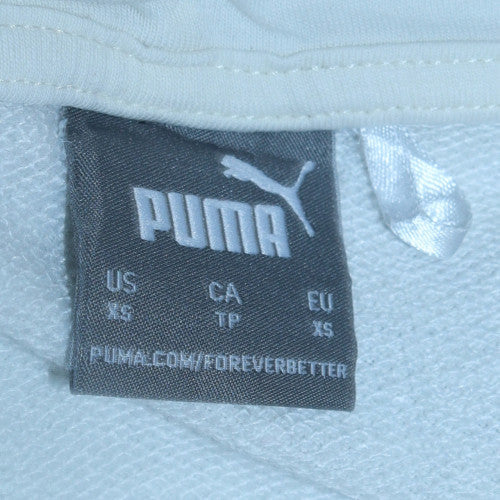 PUMA
US CA EU
XS TP XS
PUMA.COM/FOREVERBETTER